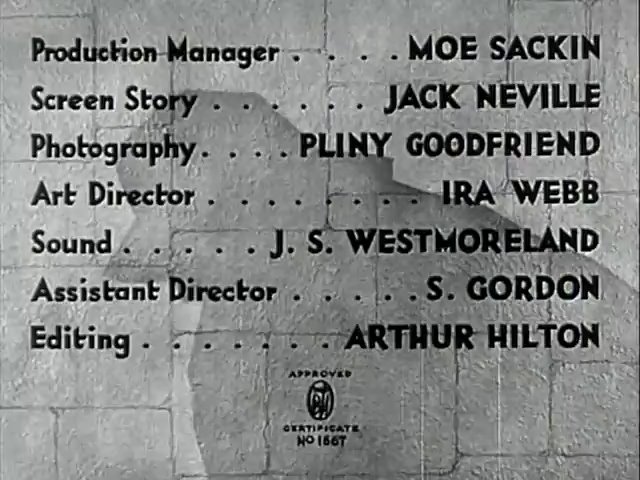 Production Manager . . . . MOE SACKIN
Screen Story . . . . . . JACK NEVILLE
Photography. . . . PLINY GOODFRIEND
Art Director . . . . . . . . IRA WEBB
Sound . . . . . J. S. WESTMORELAND
Assistant Director . . . . . S. GORDON
Editing . . . . . . . ARTHUR HILTON
APPROVED
CERTIFICATE
NO 1667